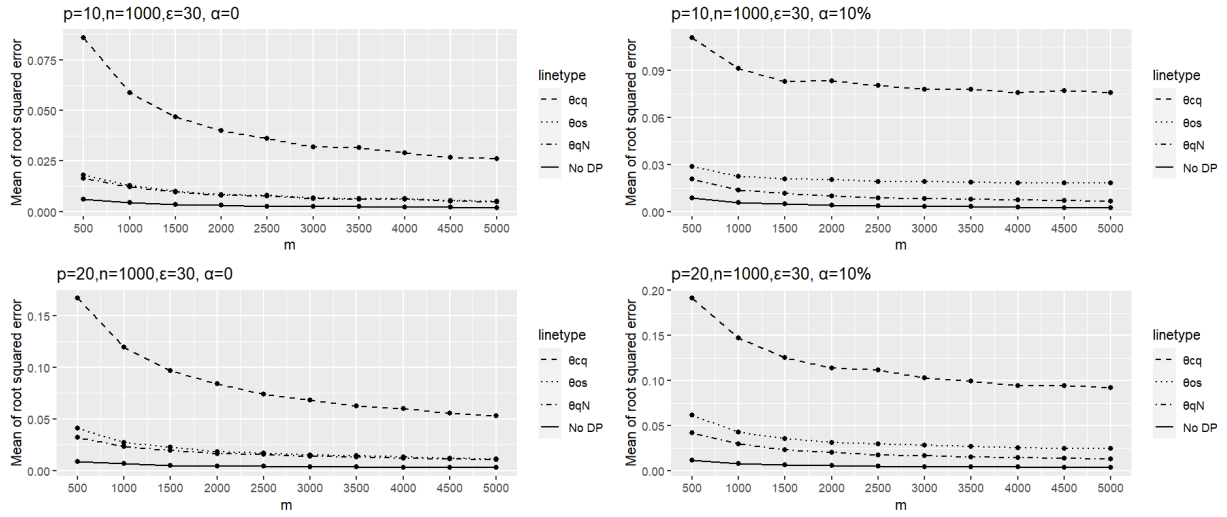 p=10,n=1000,ε=30, α=0
Mean of root squared error
0.075
0.050
0.025
0.000
500 1000 1500 2000 2500 3000 3500 4000 4500 5000
m
linetype
θcq
θos
θqN
No DP
p=10,n=1000,ε=30, α=10%
Mean of root squared error
0.09
0.06
0.03
0.00
500 1000 1500 2000 2500 3000 3500 4000 4500 5000
m
linetype
θcq
θos
θqN
No DP
p=20,n=1000,ε=30, α=0
Mean of root squared error
0.15
0.10
0.05
0.00
500 1000 1500 2000 2500 3000 3500 4000 4500 5000
m
linetype
θcq
θos
θqN
No DP
p=20,n=1000,ε=30, α=10%
Mean of root squared error
0.20
0.15
0.10
0.05
0.00
500 1000 1500 2000 2500 3000 3500 4000 4500 5000
m
linetype
θcq
θos
θqN
No DP